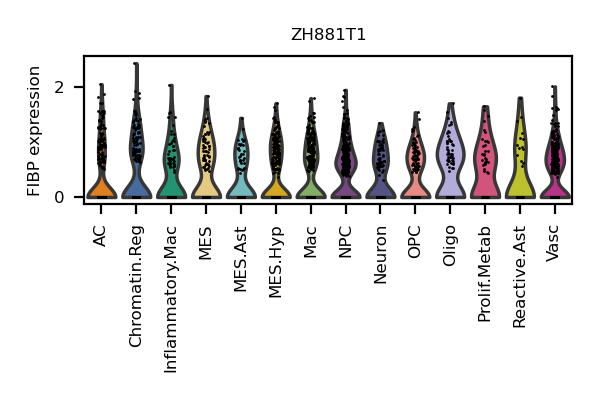 ZH881T1
FIBP expression
2
0
AC
Chromatin.Reg
Inflammatory.Mac
MES
MES.Ast
MES.Hyp
Mac
NPC
Neuron
OPC
Oligo
Prolif.Metab
Reactive.Ast
Vasc